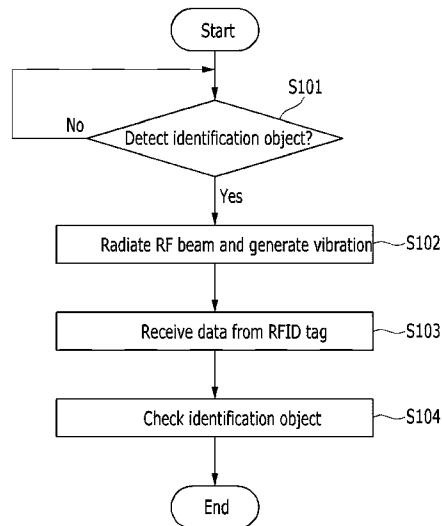 Start
S101
Detect identification object?
No
Yes
Radiate RF beam and generate vibration
S102
Receive data from RFID tag
S103
Check identification object
S104
End